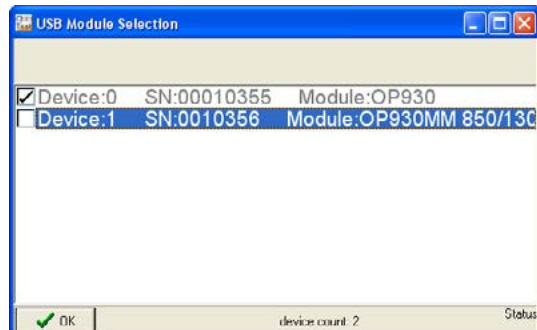 USB Module Selection
Device:0 SN:00010355 Module:OP930
Device:1 SN:0010356 Module:OP930MM 850/130
OK device count: 2 Status